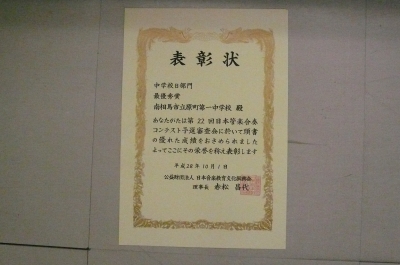 表彰状
中学校B部門
最優秀賞
南相馬市立原町第一中学校 殿
あなたがたは第22回日本管楽合奏
コンテスト予選審査会に於いて頭書
の優れた成績をおさめられました
よってここにその栄誉を称え表彰します
平成28年10月1日
公益財団法人 日本音楽教育文化振興会
理事長 赤松 昌代